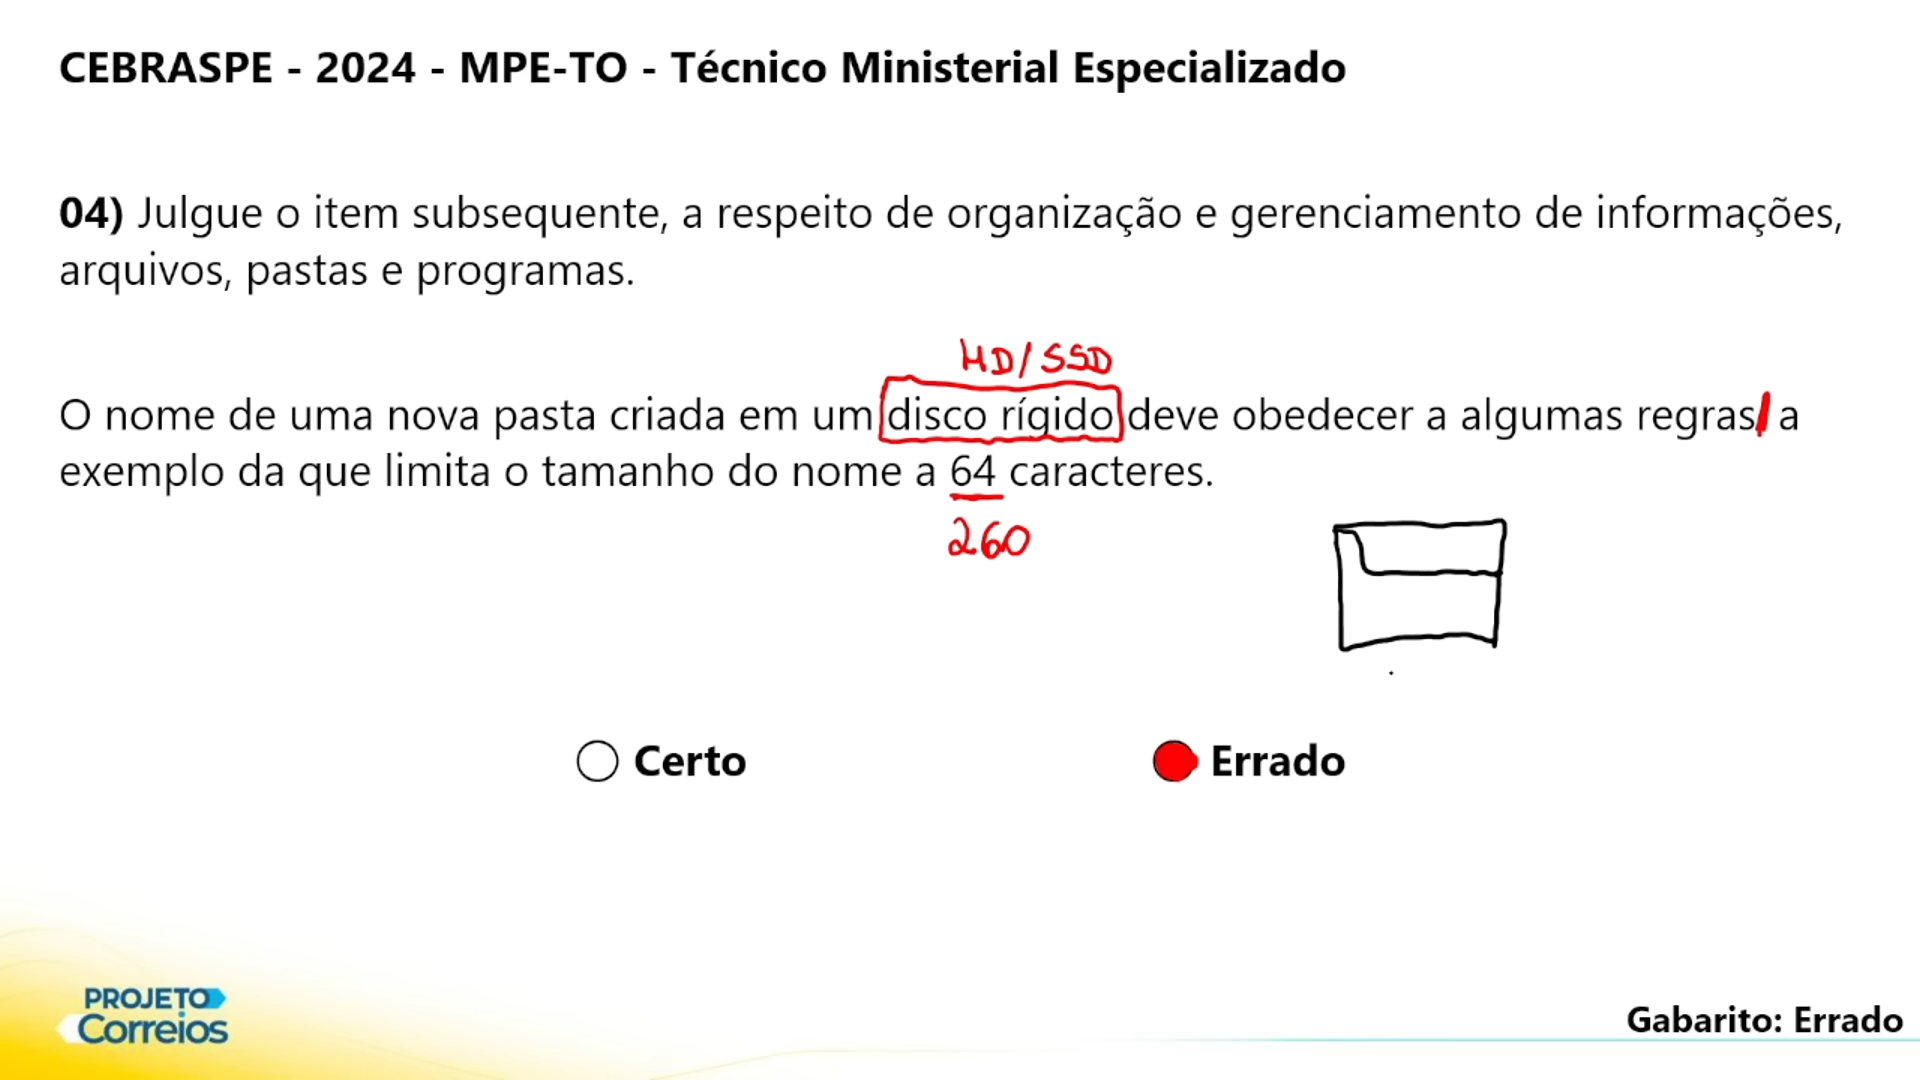 CEBRASPE - 2024 - MPE-TO - Técnico Ministerial Especializado
04) Julgue o item subsequente, a respeito de organização e gerenciamento de informações,
arquivos, pastas e programas.
HD/SSD
O nome de uma nova pasta criada em um disco rígido deve obedecer a algumas regras, a
exemplo da que limita o tamanho do nome a 64 caracteres.
260
Certo
Errado
PROJETO
Correios
Gabarito: Errado